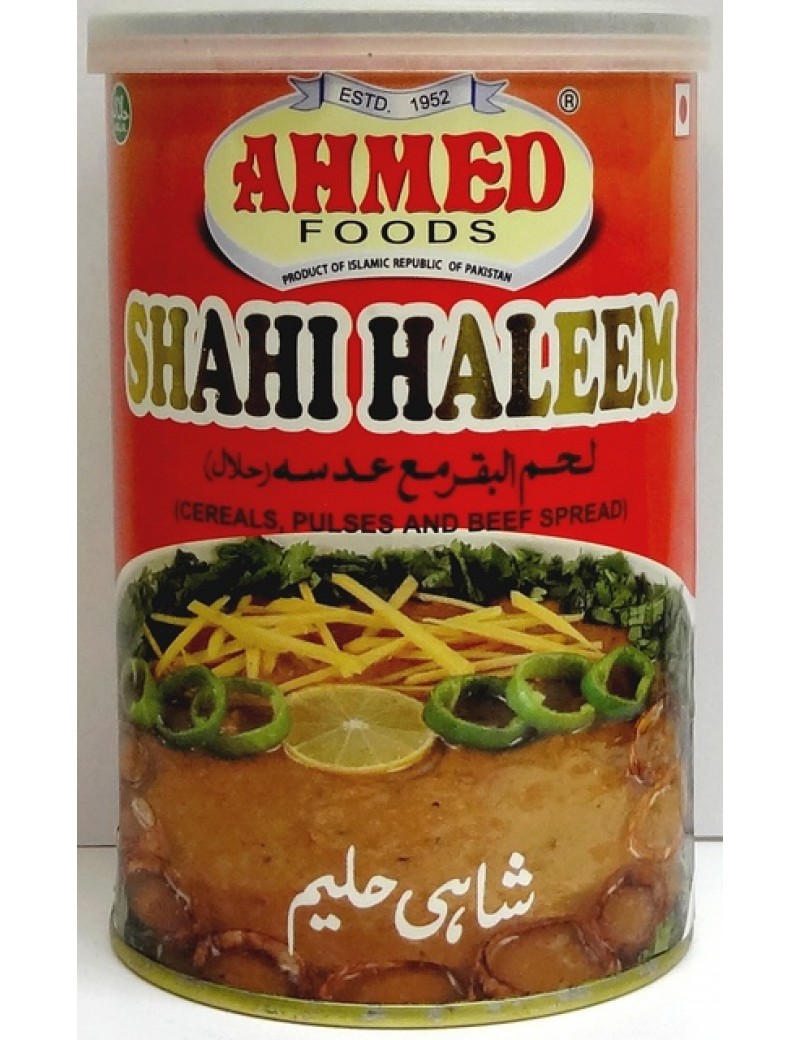 ESTD. 1952
®
AHMED
FOODS
PRODUCT OF ISLAMIC REPUBLIC OF PAKISTAN
SHAHI HALEEM
لحم البقر مع عدسه (حلال)
(CEREALS, PULSES AND BEEF SPREAD)
شاہی حلیم